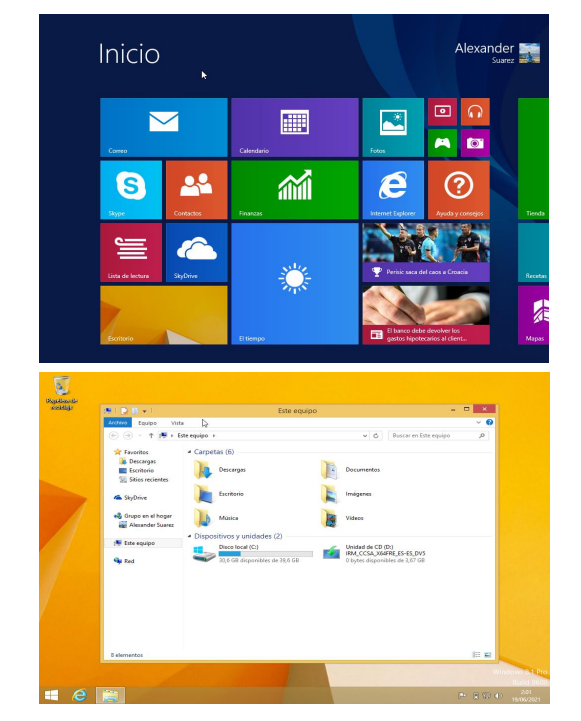 Inicio
Alexander
Suarez
Correo
Calendario
Fotos
Skype
Contactos
Finanzas
Internet Explorer
Ayuda y consejos
Tienda
Lista de lectura
SkyDrive
Perisic saca del caos a Croacia
Recetas
Escritorio
El tiempo
El banco debe devolver los
gastos hipotecarios al client...
Mapas
Papelera de
reciclaje
Este equipo
Archivo Equipo Vista
Este equipo
Buscar en Este equipo
Favoritos
Descargas
Escritorio
Sitios recientes
SkyDrive
Grupo en el hogar
Alexander Suarez
Este equipo
Red
Carpetas (6)
Descargas
Documentos
Escritorio
Imágenes
Música
Vídeos
Dispositivos y unidades (2)
Disco local (C:)
30,6 GB disponibles de 39,6 GB
Unidad de CD (D:)
IRM_CCSA_X64FRE_ES-ES_DV5
0 bytes disponibles de 3,67 GB
8 elementos
Windows 8.1 Pro
Build 9600
3:01
19/06/2021